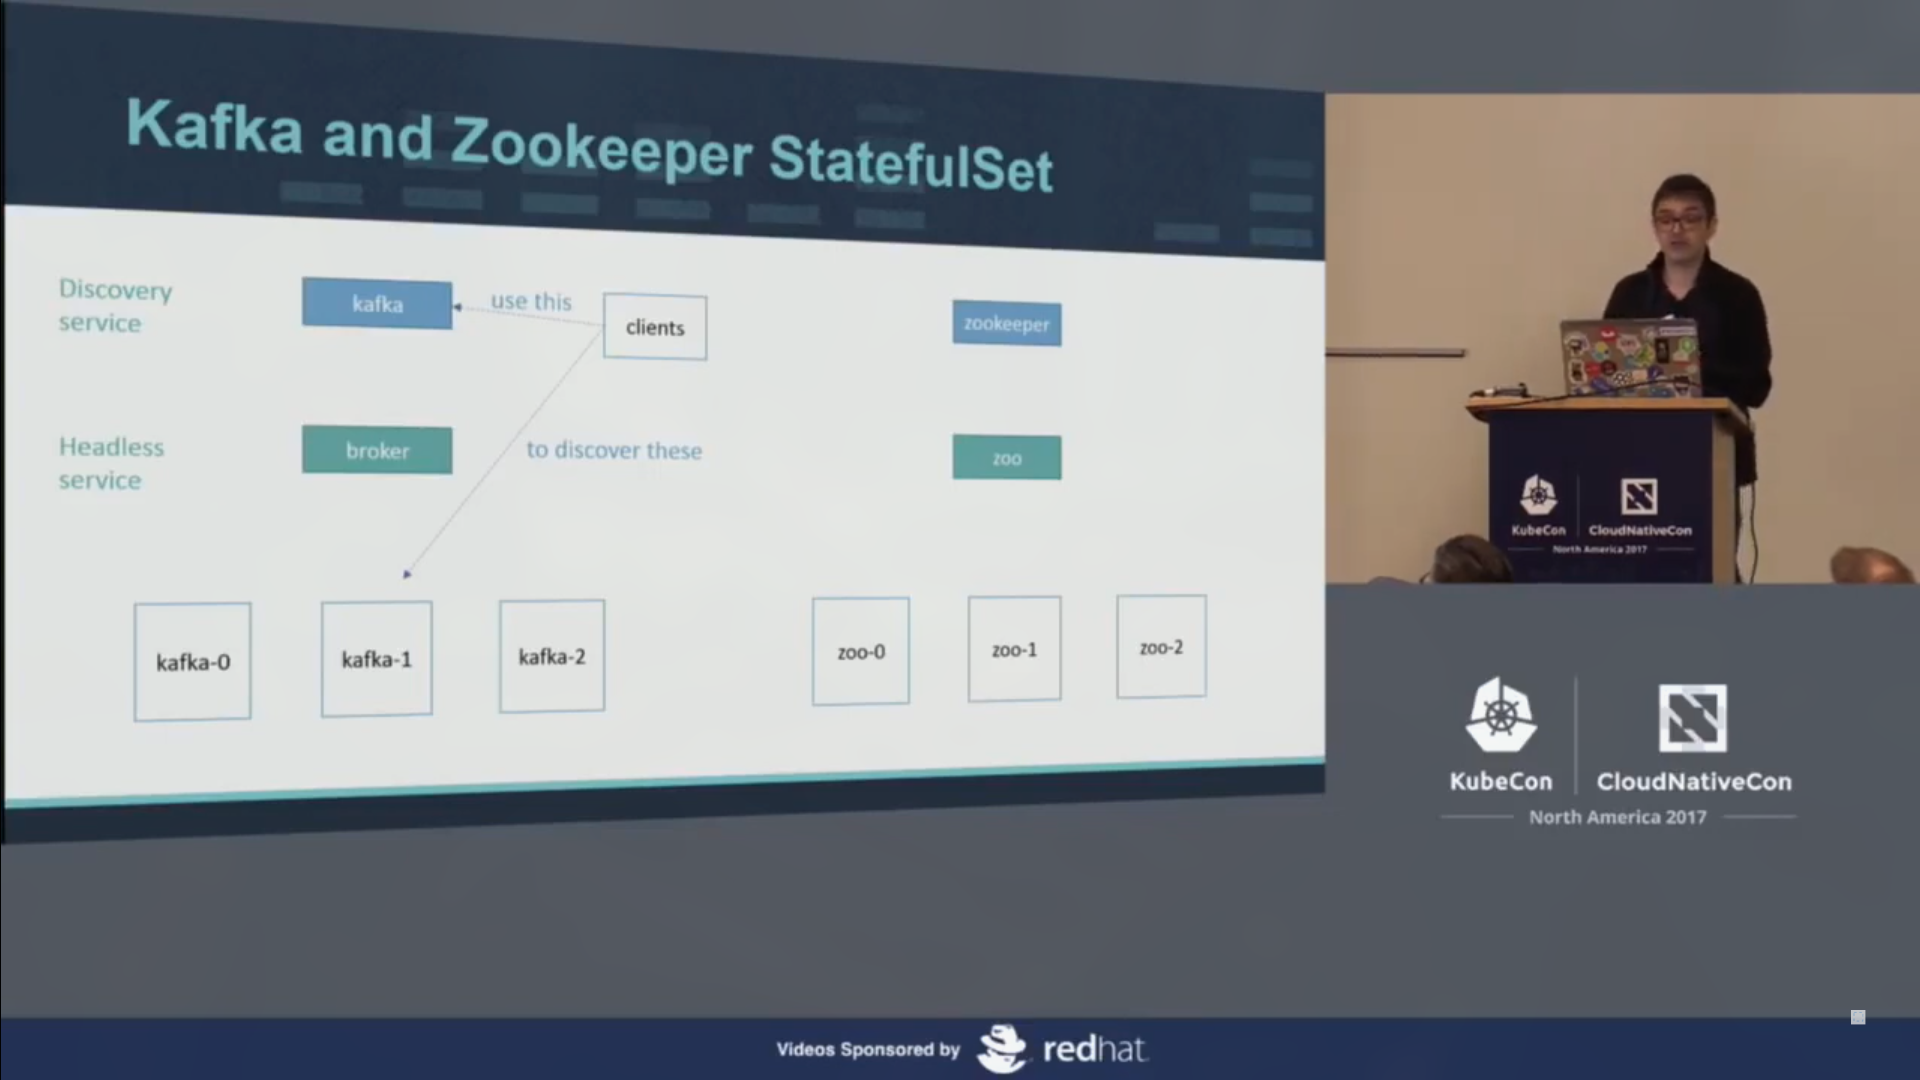 Kafka and Zookeeper StatefulSet
Discovery
service
kafka
use this
clients
zookeeper
Headless
service
broker
to discover these
zoo
kafka-0
kafka-1
kafka-2
zoo-0
zoo-1
zoo-2
KubeCon
CloudNativeCon
North America 2017
KubeCon
CloudNativeCon
North America 2017
Videos Sponsored by
redhat.